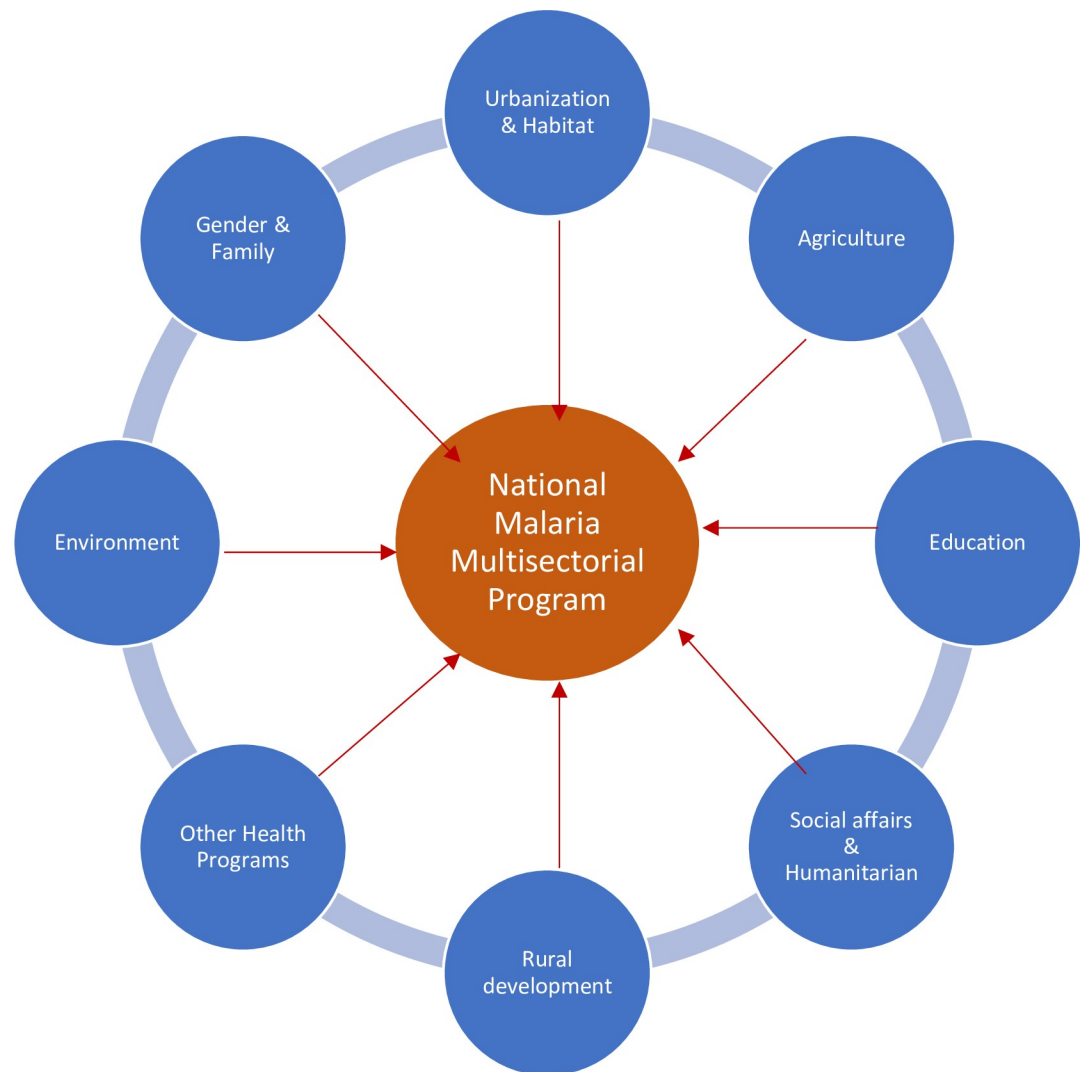 Urbanization
& Habitat
Agriculture
Education
Social affairs
&
Humanitarian
Rural
development
Other Health
Programs
Environment
Gender &
Family
National
Malaria
Multisectorial
Program